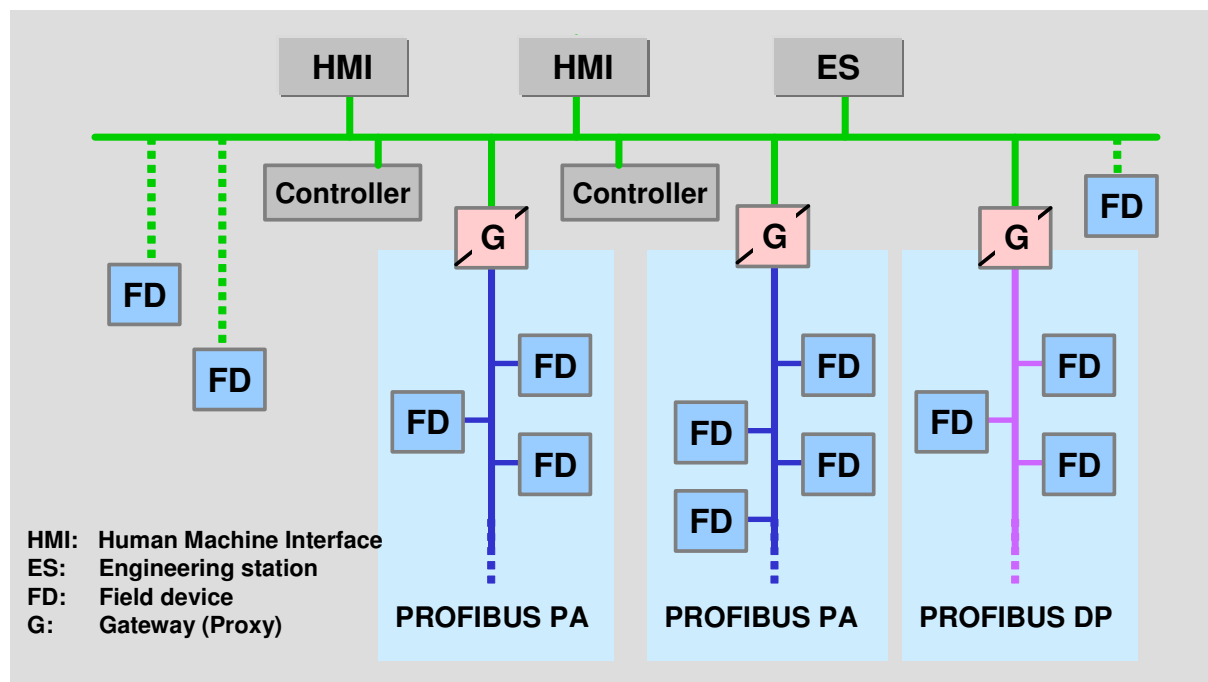 HMI
HMI
ES
Controller
Controller
FD
G
G
G
FD
FD
FD
FD
FD
FD
FD
FD
FD
FD
FD
FD
FD
HMI: Human Machine Interface
ES: Engineering station
FD: Field device
G: Gateway (Proxy)
PROFIBUS PA
PROFIBUS PA
PROFIBUS DP